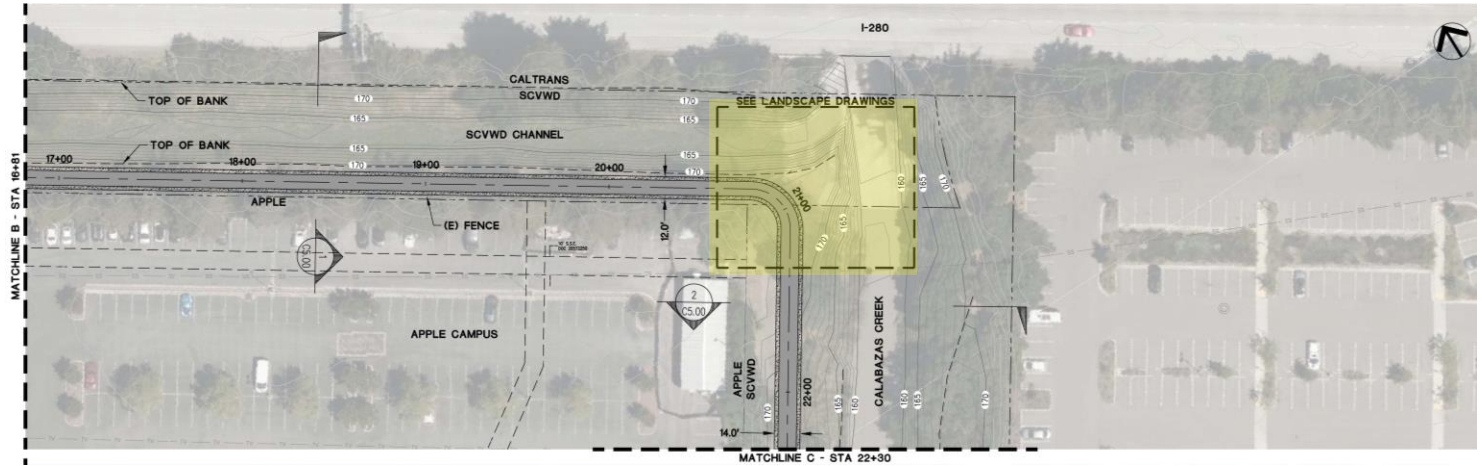 I-280
CALTRANS
SCVWD
TOP OF BANK
170
170
SEE LANDSCAPE DRAWINGS
165
165
SCVWD CHANNEL
TOP OF BANK
165
165
170
170
17+00
18+00
19+00
20+00
21+00
160
165
170
APPLE
(E) FENCE
12.0'
165
170
MATCHLINE B - STA 16+81
C5.00
2
C5.00
APPLE CAMPUS
APPLE
SCVWD
CALABAZAS CREEK
22+00
170
165
160
160
165
170
14.0'
MATCHLINE C - STA 22+30